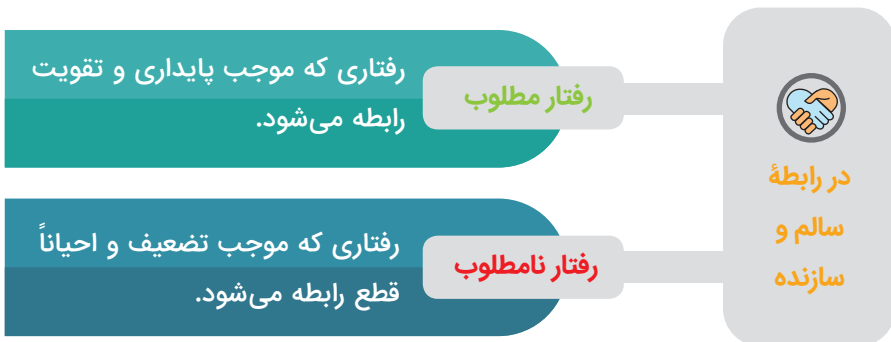 در رابطهٔ
سالم و
سازنده
رفتار مطلوب
رفتاری که موجب پایداری و تقویت
رابطه می‌شود.
رفتار نامطلوب
رفتاری که موجب تضعیف و احیاناً
قطع رابطه می‌شود.